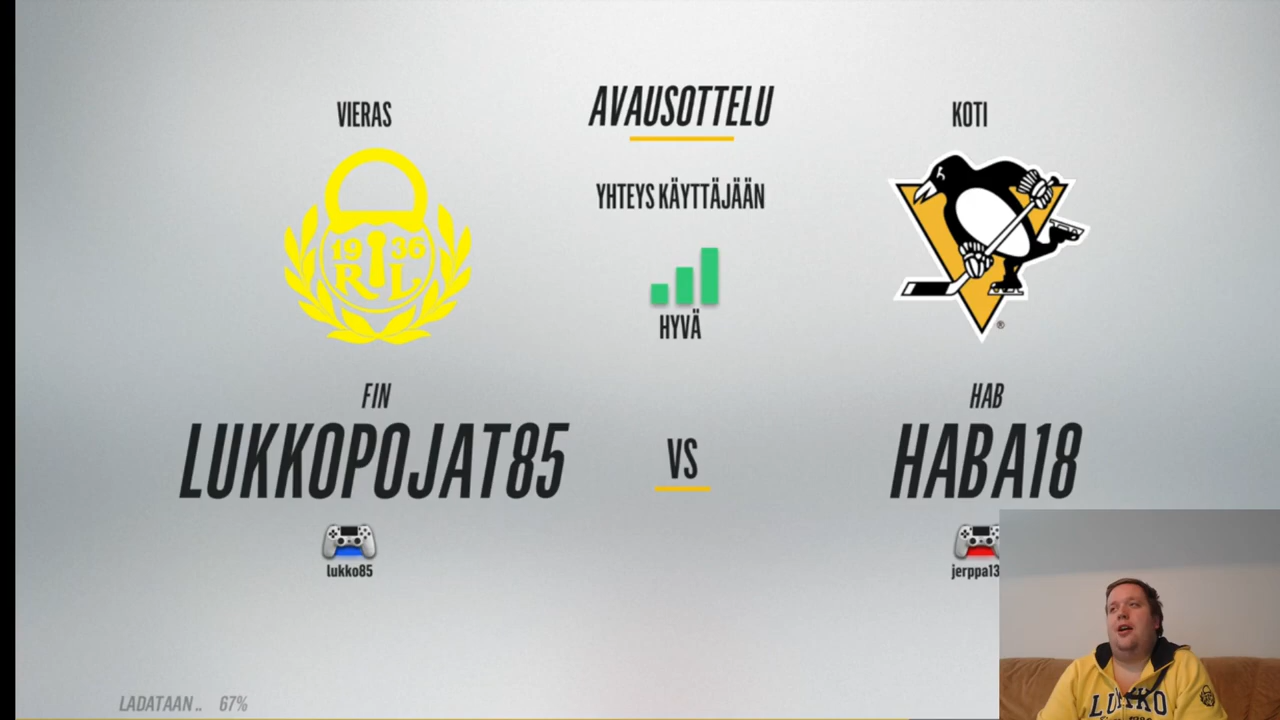 AVAUSOTTELU
VIERAS
KOTI
YHTEYS KÄYTTÄJÄÄN
1936
RL
HYVÄ
®
FIN
HAB
LUKKOPOJAT85
VS
HABA18
lukko85
jerppa13
LADATAAN.. 67%
LUKKO